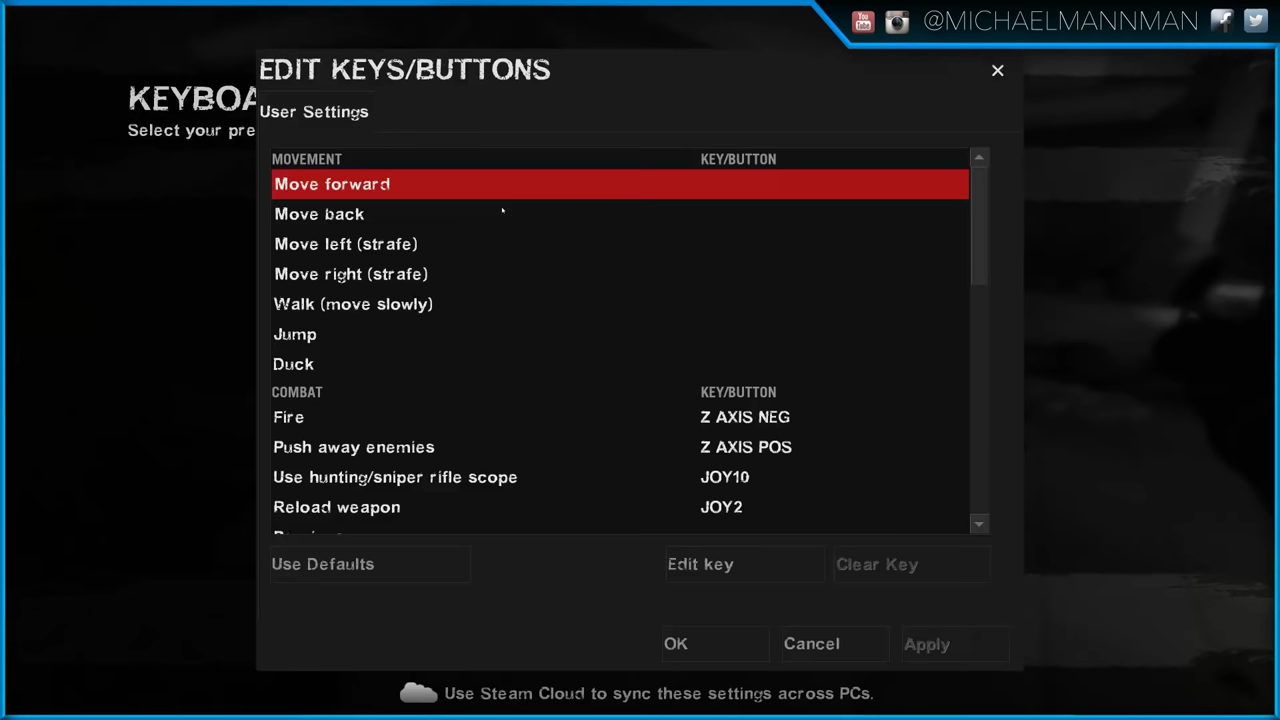 @MICHAELMANNMAN
EDIT KEYS/BUTTONS
KEYBOA
Select your pre
User Settings
MOVEMENT KEY/BUTTON
Move forward
Move back
Move left (strafe)
Move right (strafe)
Walk (move slowly)
Jump
Duck
COMBAT KEY/BUTTON
Fire Z AXIS NEG
Push away enemies Z AXIS POS
Use hunting/sniper rifle scope JOY10
Reload weapon JOY2
Use Defaults Edit key Clear Key
OK Cancel Apply
Use Steam Cloud to sync these settings across PCs.